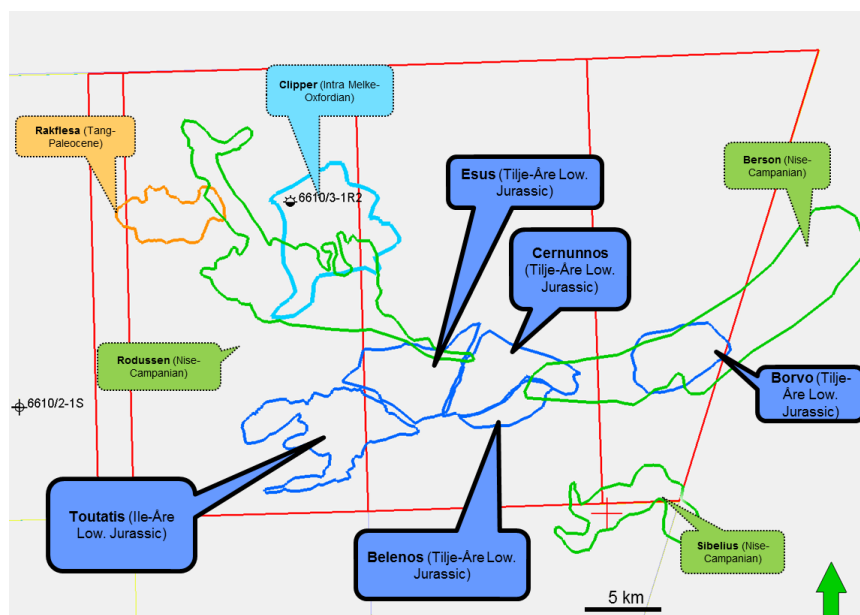 Clipper (Intra Melke-
Oxfordian)
Rakflesa (Tang-
Paleocene)
Esus (Tilje-Åre Low.
Jurassic)
Berson (Nise-
Campanian)
6610/3-1R2
Cernunnos
(Tilje-Åre Low.
Jurassic)
Rodussen (Nise-
Campanian)
6610/2-1S
Borvo (Tilje-
Åre Low.
Jurassic)
Toutatis (Ile-Åre
Low. Jurassic)
Belenos (Tilje-Åre Low.
Jurassic)
Sibelius (Nise-
Campanian)
5 km